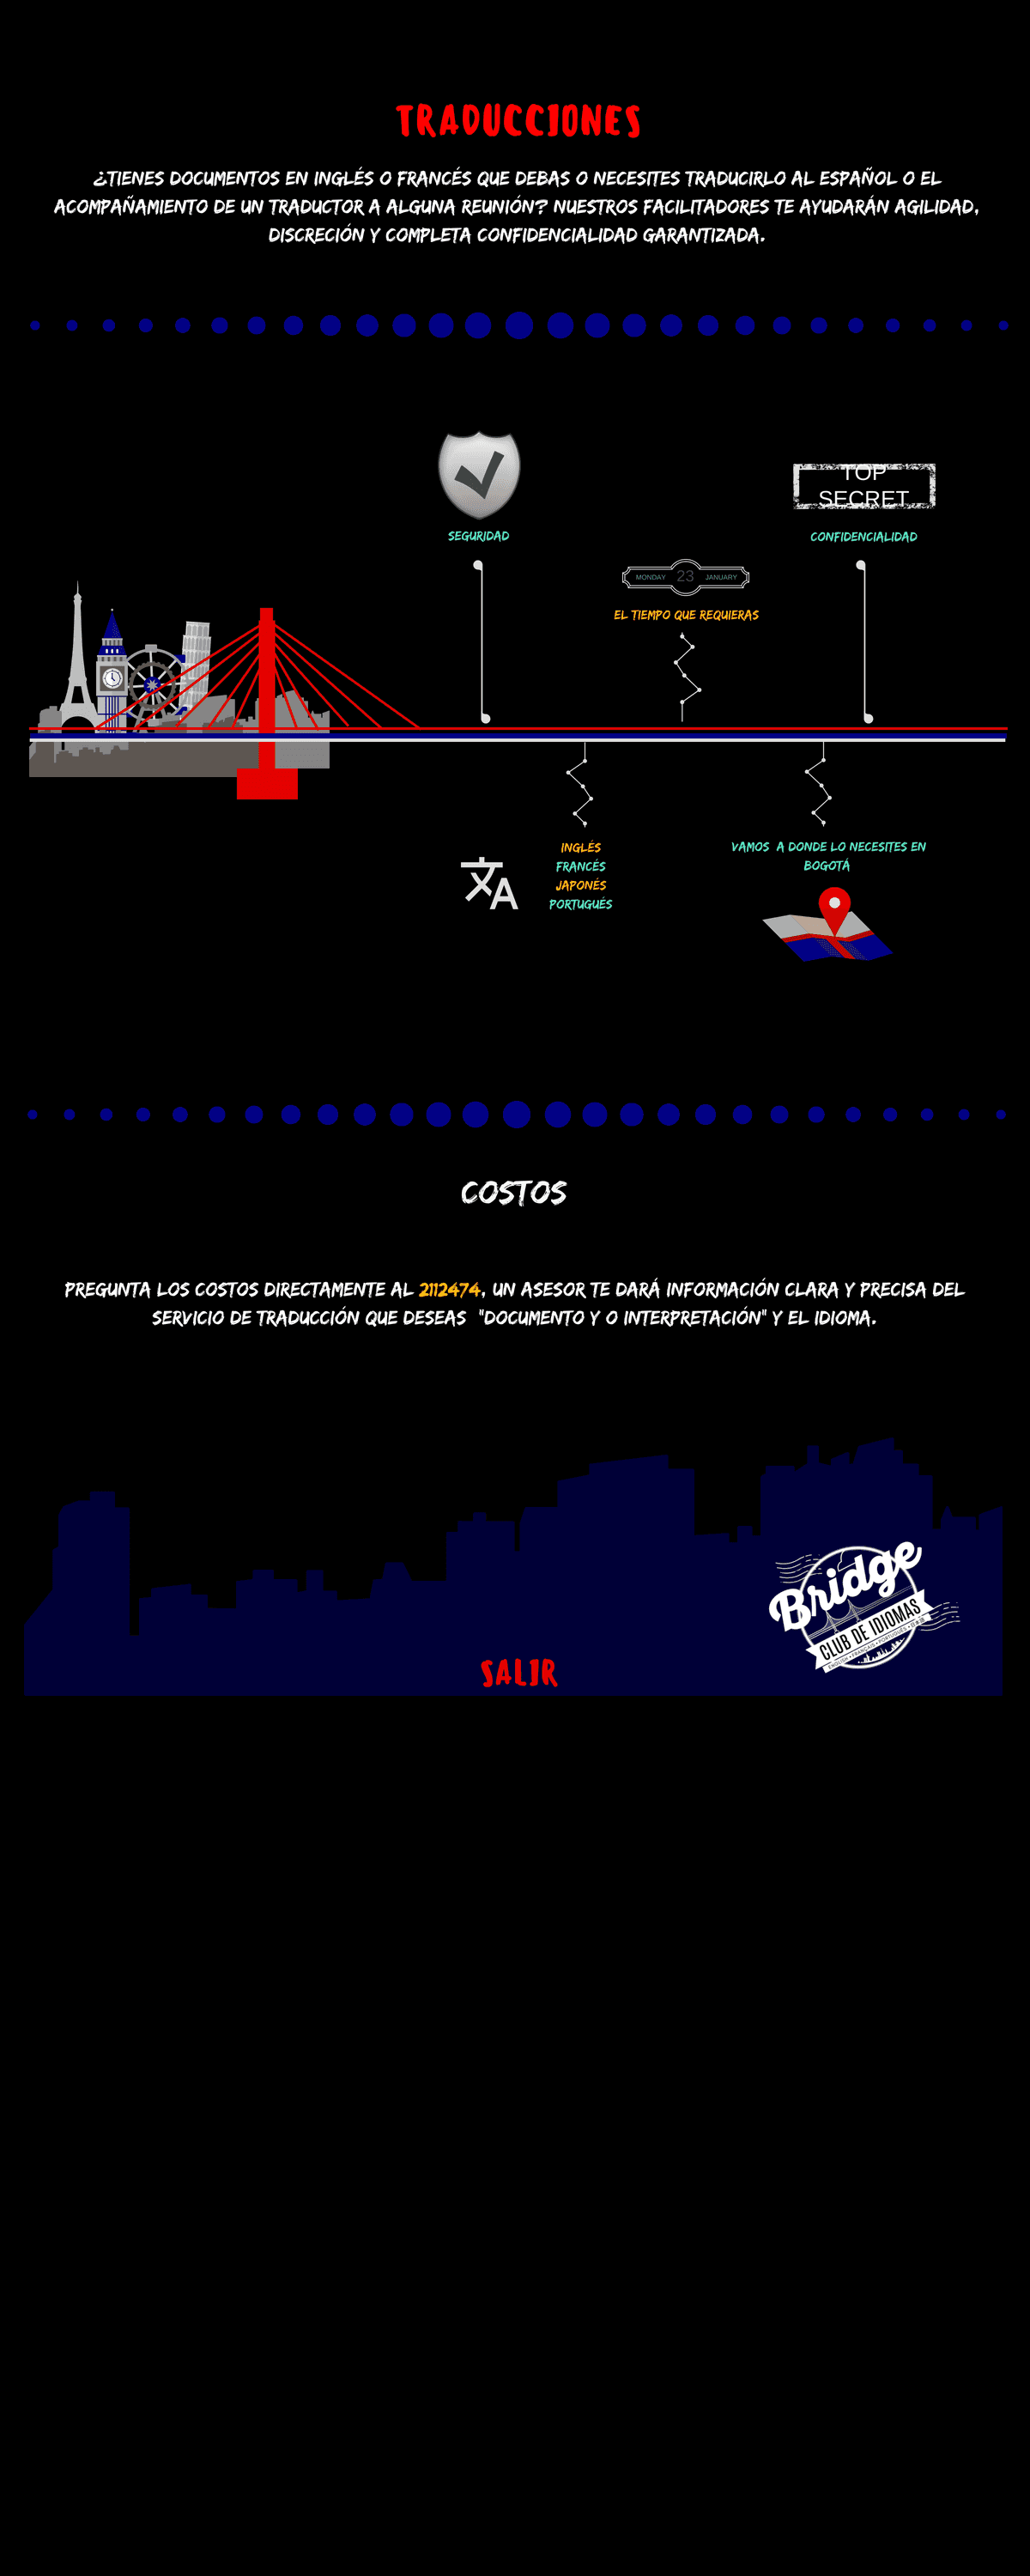 TRADUCCIONES
¿TIENES DOCUMENTOS EN INGLÉS O FRANCÉS QUE DEBAS O NECESITES TRADUCIRLO AL ESPAÑOL O EL
ACOMPAÑAMIENTO DE UN TRADUCTOR A ALGUNA REUNIÓN? NUESTROS FACILITADORES TE AYUDARÁN AGILIDAD,
DISCRECIÓN Y COMPLETA CONFIDENCIALIDAD GARANTIZADA.
TOP
SECRET
SEGURIDAD
CONFIDENCIALIDAD
MONDAY 23 JANUARY
EL TIEMPO QUE REQUIERAS
INGLÉS
FRANCÉS
JAPONÉS
PORTUGUÉS
VAMOS A DONDE LO NECESITES EN
BOGOTÁ
COSTOS
PREGUNTA LOS COSTOS DIRECTAMENTE AL 2112474, UN ASESOR TE DARÁ INFORMACIÓN CLARA Y PRECISA DEL
SERVICIO DE TRADUCCIÓN QUE DESEAS "DOCUMENTO Y O INTERPRETACIÓN" Y EL IDIOMA.
Bridge
CLUB DE IDIOMAS
SALIR